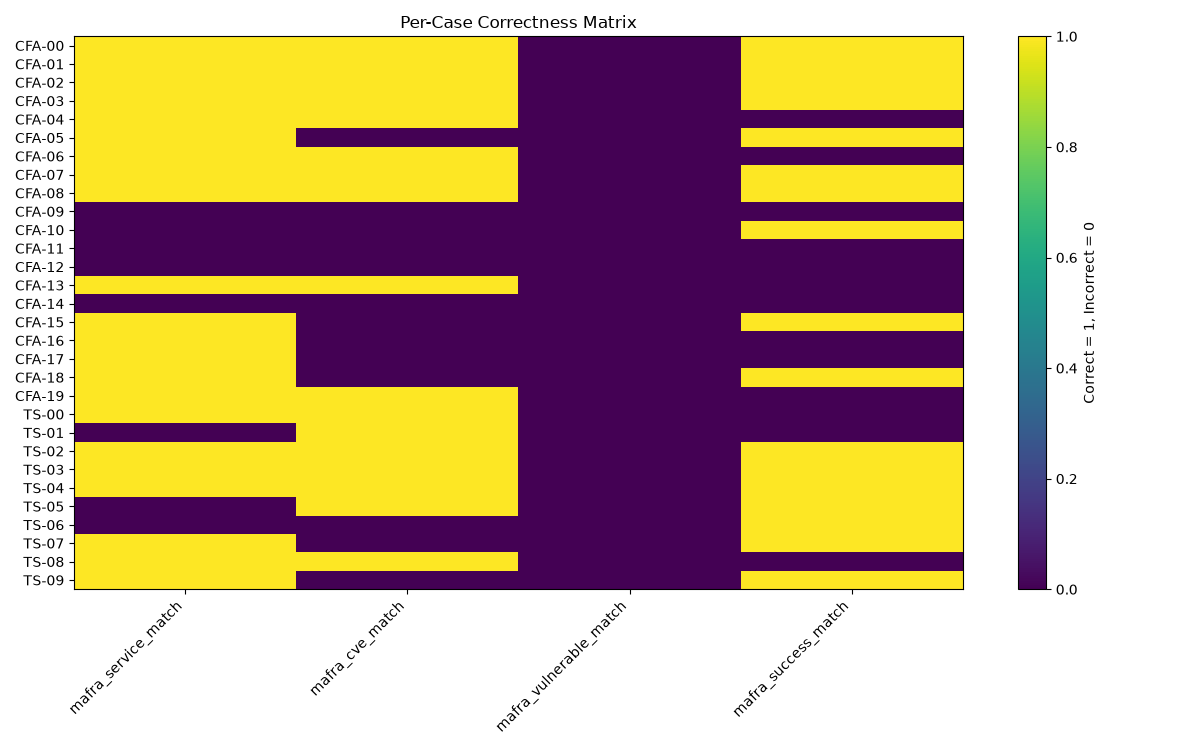 Per-Case Correctness Matrix
CFA-00
CFA-01
CFA-02
CFA-03
CFA-04
CFA-05
CFA-06
CFA-07
CFA-08
CFA-09
CFA-10
CFA-11
CFA-12
CFA-13
CFA-14
CFA-15
CFA-16
CFA-17
CFA-18
CFA-19
TS-00
TS-01
TS-02
TS-03
TS-04
TS-05
TS-06
TS-07
TS-08
TS-09
mafra_service_match
mafra_cve_match
mafra_vulnerable_match
mafra_success_match
1.0
0.8
0.6
0.4
0.2
0.0
Correct = 1, Incorrect = 0